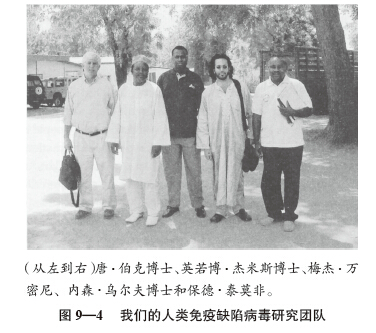 (从左到右)唐·伯克博士、英若博·杰米斯博士、梅杰·万
密尼、内森·乌尔夫博士和保德·泰莫非。
图 9—4 我们的人类免疫缺陷病毒研究团队